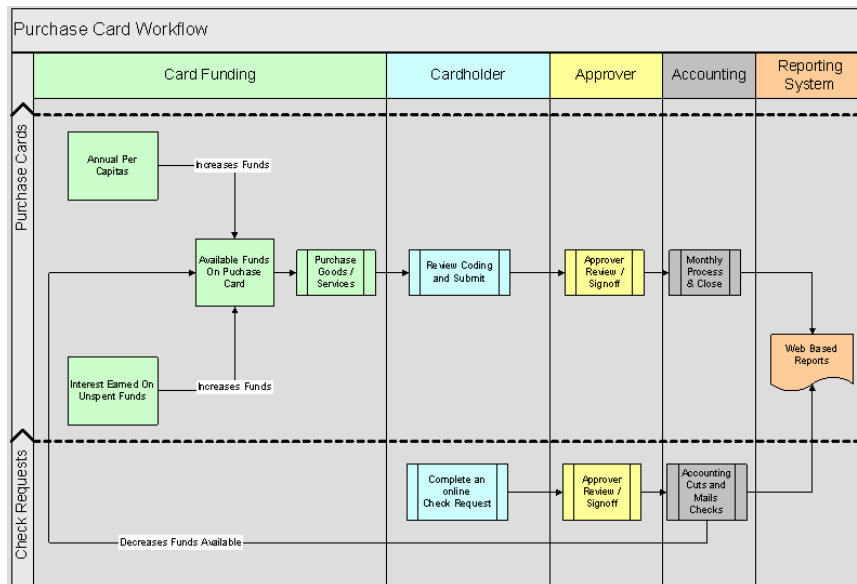 Purchase Card Workflow
Card Funding
Cardholder
Approver
Accounting
Reporting
System
Purchase Cards
Annual Per
Capitas
Increases Funds
Available Funds
On Puchase
Card
Purchase
Goods /
Services
Review Coding
and Submit
Approver
Review /
Signoff
Monthly
Process
& Close
Web Based
Reports
Interest Earned On
Unspent Funds
Increases Funds
Check Requests
Complete an
online
Check Request
Approver
Review /
Signoff
Accounting
Cuts and
Mails
Checks
Decreases Funds Available